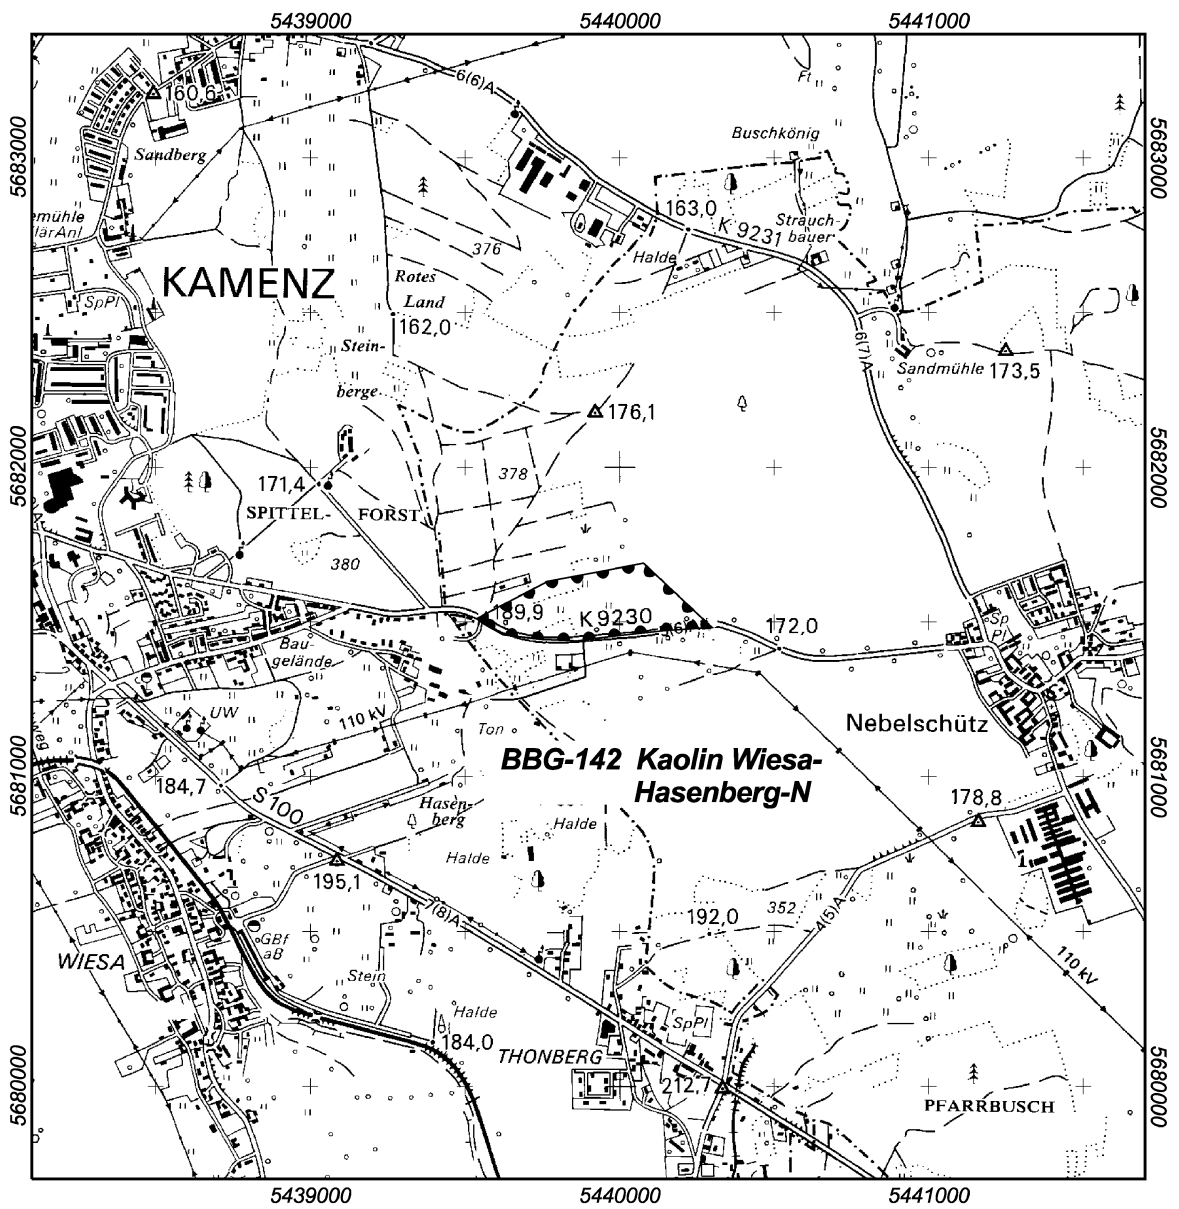 5439000
5440000
5441000
5683000
5683000
6(6)A
Ft
160,6
Buschkönig
Sandberg
emühle
lärAnl
163,0
Strauch-
bauer
K 9231
376
Halde
Rotes
Land
KAMENZ
SpPl
162,0
Stein-
berge
6(7)A
Sandmühle
173,5
176,1
5682000
5682000
378
171,4
SPITTEL-
FORST
380
189,9
K 9230
172,0
Sp
Pl
Bau-
gelände
UW
110 kV
Ton
Nebelschütz
5681000
5681000
BBG-142 Kaolin Wiesa-
Hasenberg-N
184,7
S 100
Hasen-
berg
Halde
178,8
Halde
195,1
7(8)A
192,0
352
4(5)A
WIESA
GBf
aB
Stein
110 kV
Halde
SpPl
184,0
THONBERG
212,7
PFARRBUSCH
5680000
5690000
5439000
5440000
5441000